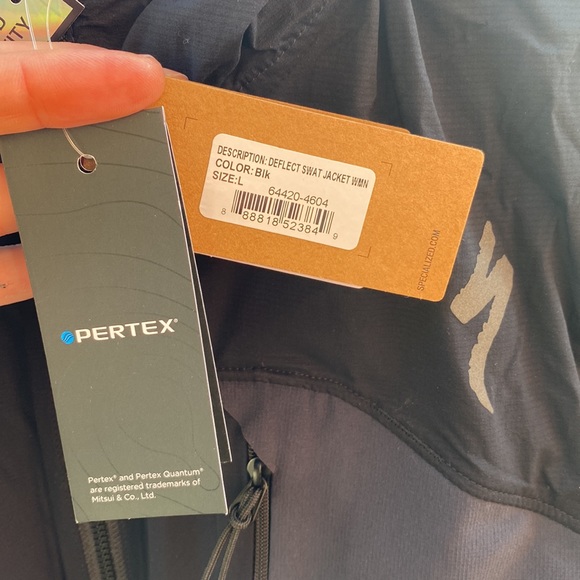 ITY
DESCRIPTION: DEFLECT SWAT JACKET WMN
COLOR: Blk
SIZE:L
64420-4604
8 88818 52384 9
SPECIALIZED.COM
PERTEX®
Pertex® and Pertex Quantum®
are registered trademarks of
Mitsui & Co., Ltd.